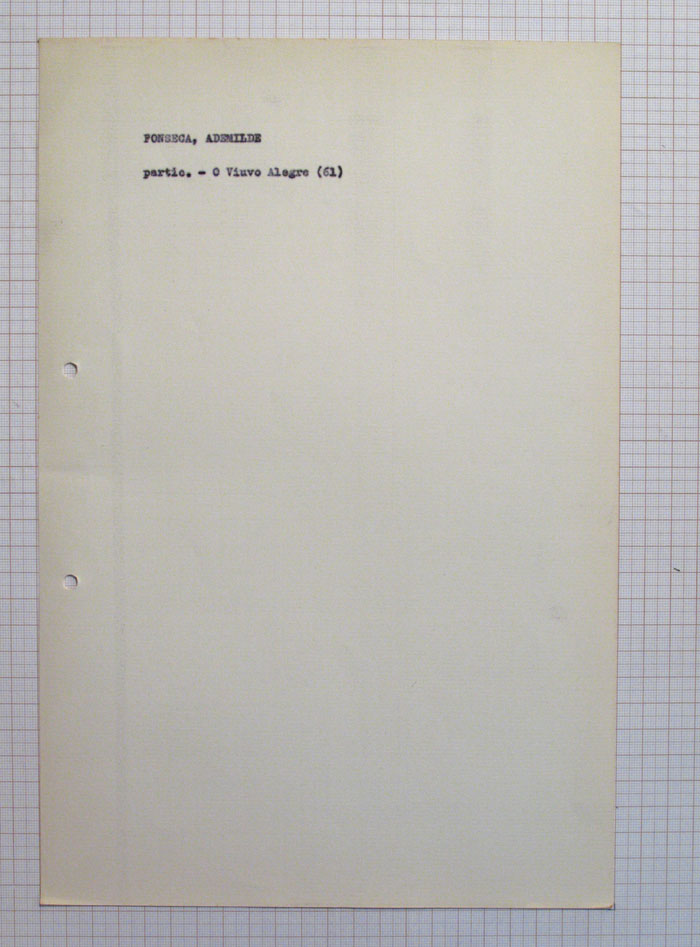 FONSECA, ADEMILDE
partic. - O Viuvo Alegre (61)